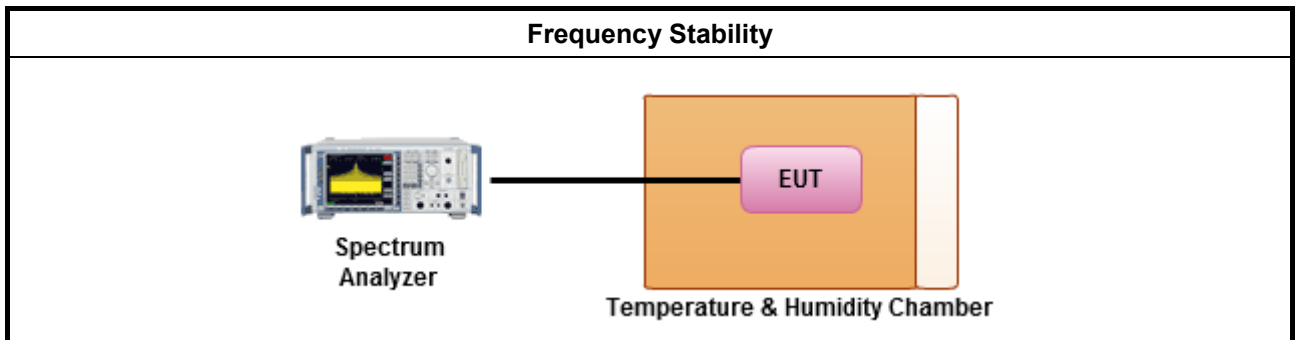 Frequency Stability
EUT
Spectrum
Analyzer
Temperature & Humidity Chamber